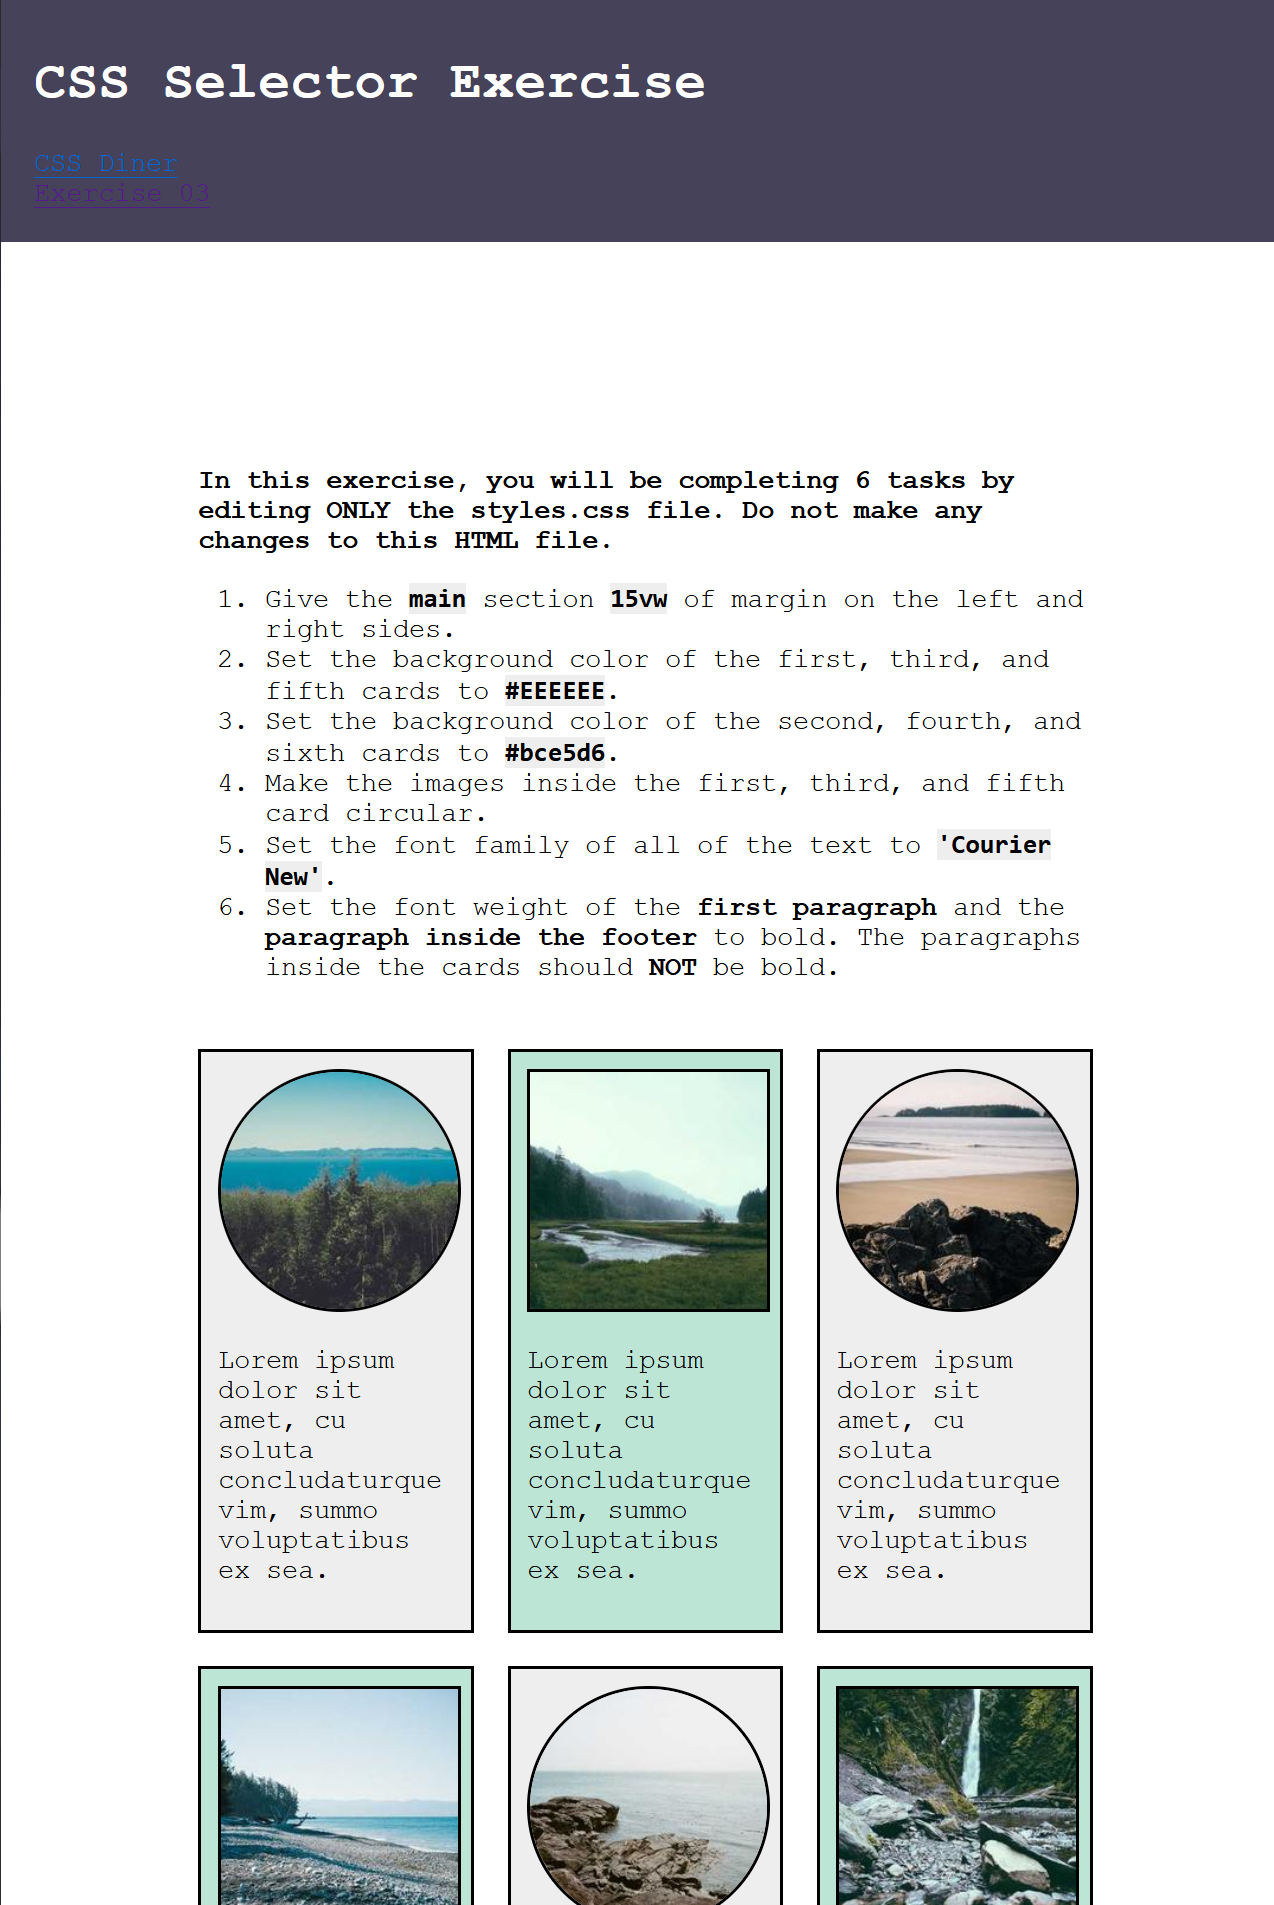 CSS Selector Exercise
CSS Diner
Exercise 03
In this exercise, you will be completing 6 tasks by
editing ONLY the styles.css file. Do not make any
changes to this HTML file.
1. Give the main section 15vw of margin on the left and
right sides.
2. Set the background color of the first, third, and
fifth cards to #EEEEEE.
3. Set the background color of the second, fourth, and
sixth cards to #bce5d6.
4. Make the images inside the first, third, and fifth
card circular.
5. Set the font family of all of the text to 'Courier
New'.
6. Set the font weight of the first paragraph and the
paragraph inside the footer to bold. The paragraphs
inside the cards should NOT be bold.
Lorem ipsum
dolor sit
amet, cu
soluta
concludaturque
vim, summo
voluptatibus
ex sea.
Lorem ipsum
dolor sit
amet, cu
soluta
concludaturque
vim, summo
voluptatibus
ex sea.
Lorem ipsum
dolor sit
amet, cu
soluta
concludaturque
vim, summo
voluptatibus
ex sea.